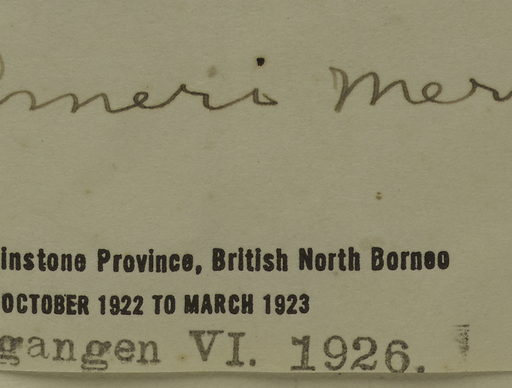 meri Mer
instone Province, British North Borneo
OCTOBER 1922 TO MARCH 1923
gangen VI. 1926.